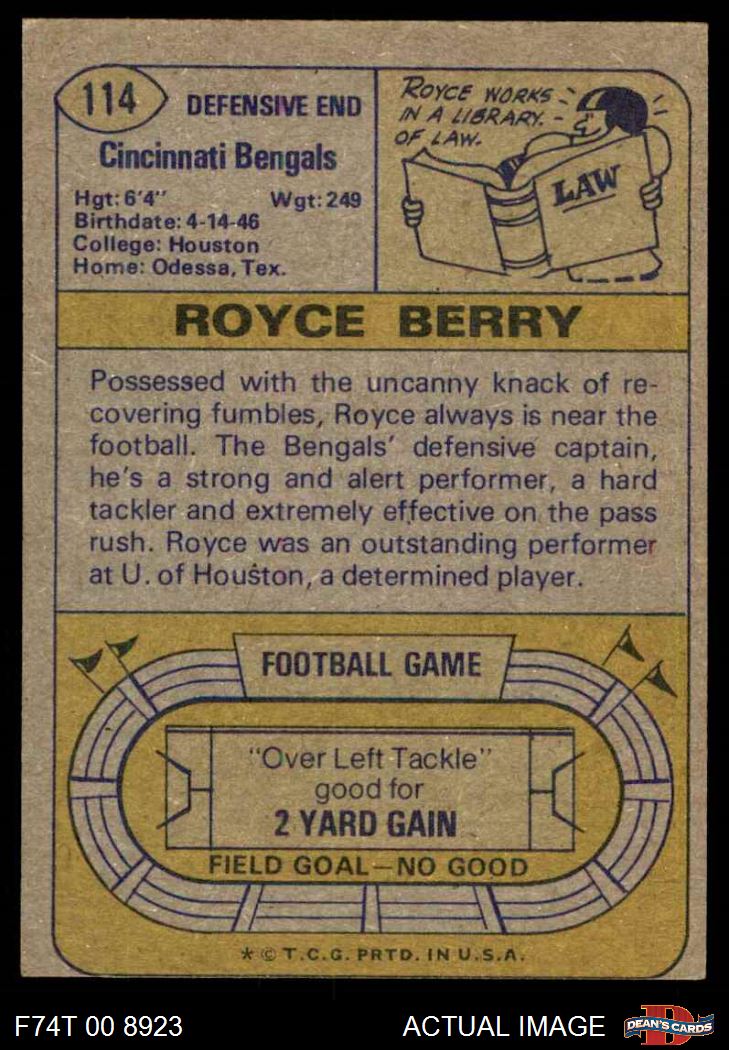 114
DEFENSIVE END
Cincinnati Bengals
Hgt: 6'4"  Wgt: 249
Birthdate: 4-14-46
College: Houston
Home: Odessa, Tex.
ROYCE WORKS
IN A LIBRARY
OF LAW.
LAW
ROYCE BERRY
Possessed with the uncanny knack of re-
covering fumbles, Royce always is near the
football. The Bengals' defensive captain,
he's a strong and alert performer, a hard
tackler and extremely effective on the pass
rush. Royce was an outstanding performer
at U. of Houston, a determined player.
FOOTBALL GAME
"Over Left Tackle"
good for
2 YARD GAIN
FIELD GOAL—NO GOOD
* © T.C.G. PRTD. IN U.S.A.
F74T 00 8923
ACTUAL IMAGE
D
DEAN'S CARDS